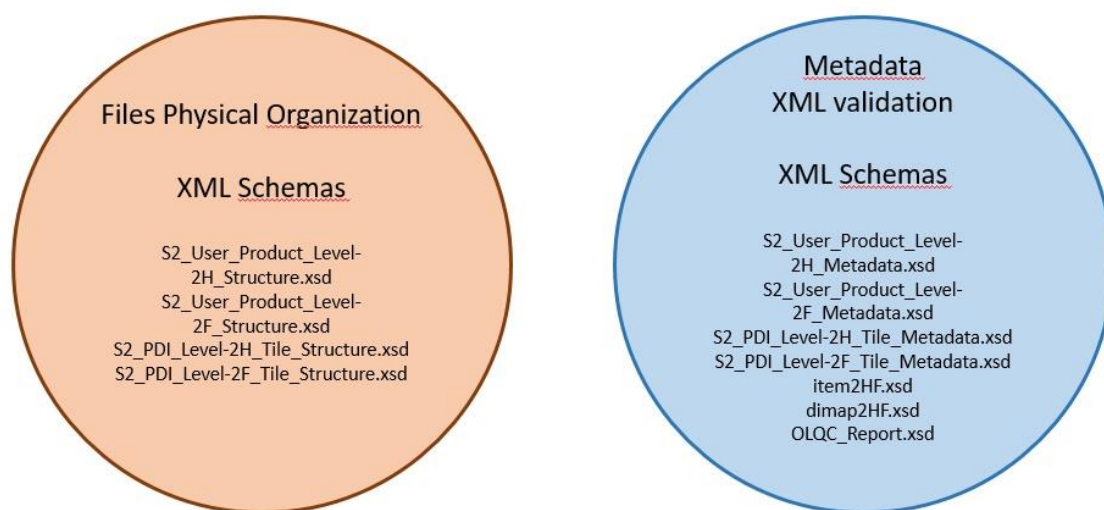 Files Physical Organization
XML Schemas
S2_User_Product_Level-
2H_Structure.xsd
S2_User_Product_Level-
2F_Structure.xsd
S2_PDI_Level-2H_Tile_Structure.xsd
S2_PDI_Level-2F_Tile_Structure.xsd
Metadata
XML validation
XML Schemas
S2_User_Product_Level-
2H_Metadata.xsd
S2_User_Product_Level-
2F_Metadata.xsd
S2_PDI_Level-2H_Tile_Metadata.xsd
S2_PDI_Level-2F_Tile_Metadata.xsd
item2HF.xsd
dimap2HF.xsd
OLQC_Report.xsd